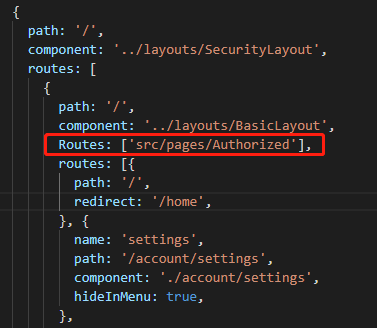 {
path: '/',
component: '../layouts/SecurityLayout',
routes: [
{
path: '/',
component: '../layouts/BasicLayout',
Routes: ['src/pages/Authorized'],
routes: [{
path: '/',
redirect: '/home',
}, {
name: 'settings',
path: '/account/settings',
component: './account/settings',
hideInMenu: true,
},